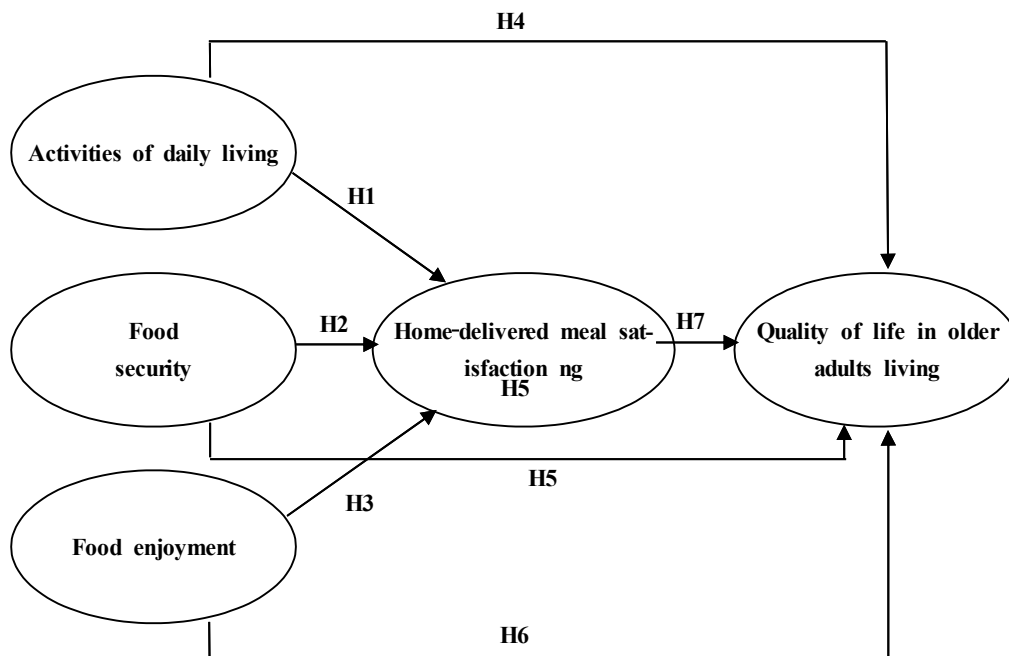 H4
Activities of daily living
H1
Food
security
H2
Home-delivered meal sat-
isfaction ng
H5
H7
Quality of life in older
adults living
H5
H3
Food enjoyment
H6